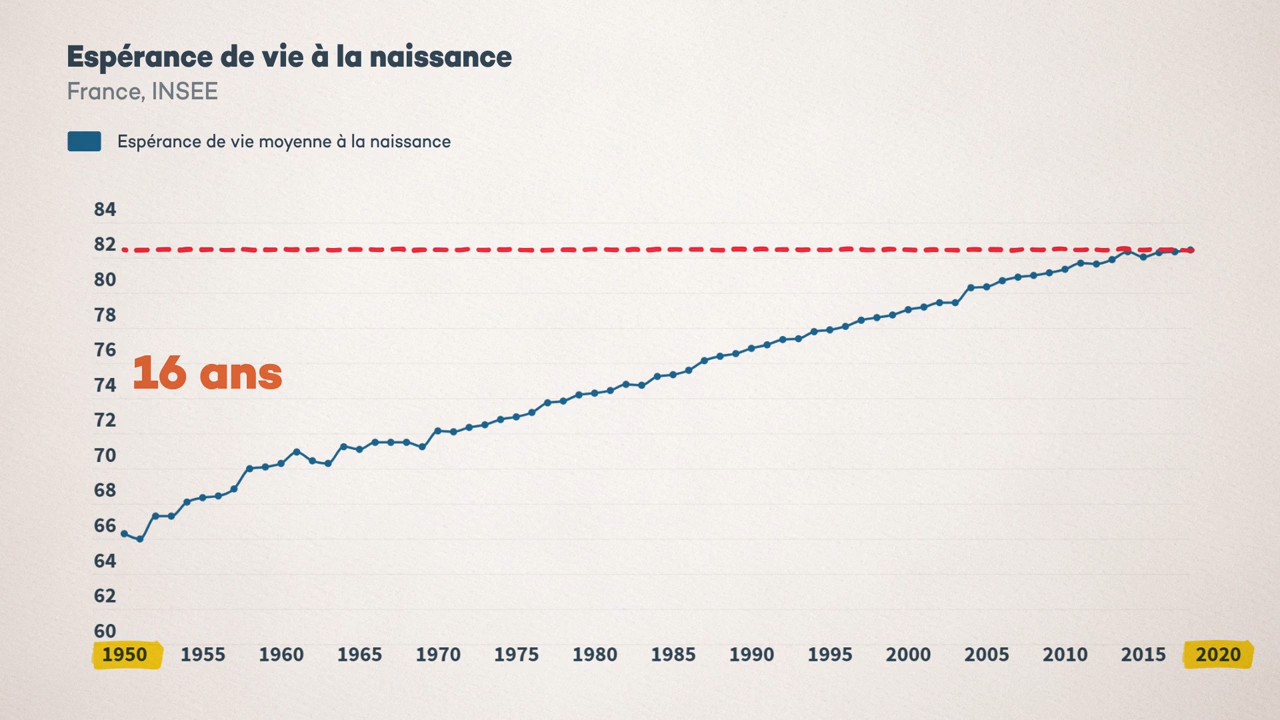 Espérance de vie à la naissance
France, INSEE
Espérance de vie moyenne à la naissance
84
82
80
78
76
16 ans
74
72
70
68
66
64
62
60
1950 1955 1960 1965 1970 1975 1980 1985 1990 1995 2000 2005 2010 2015 2020